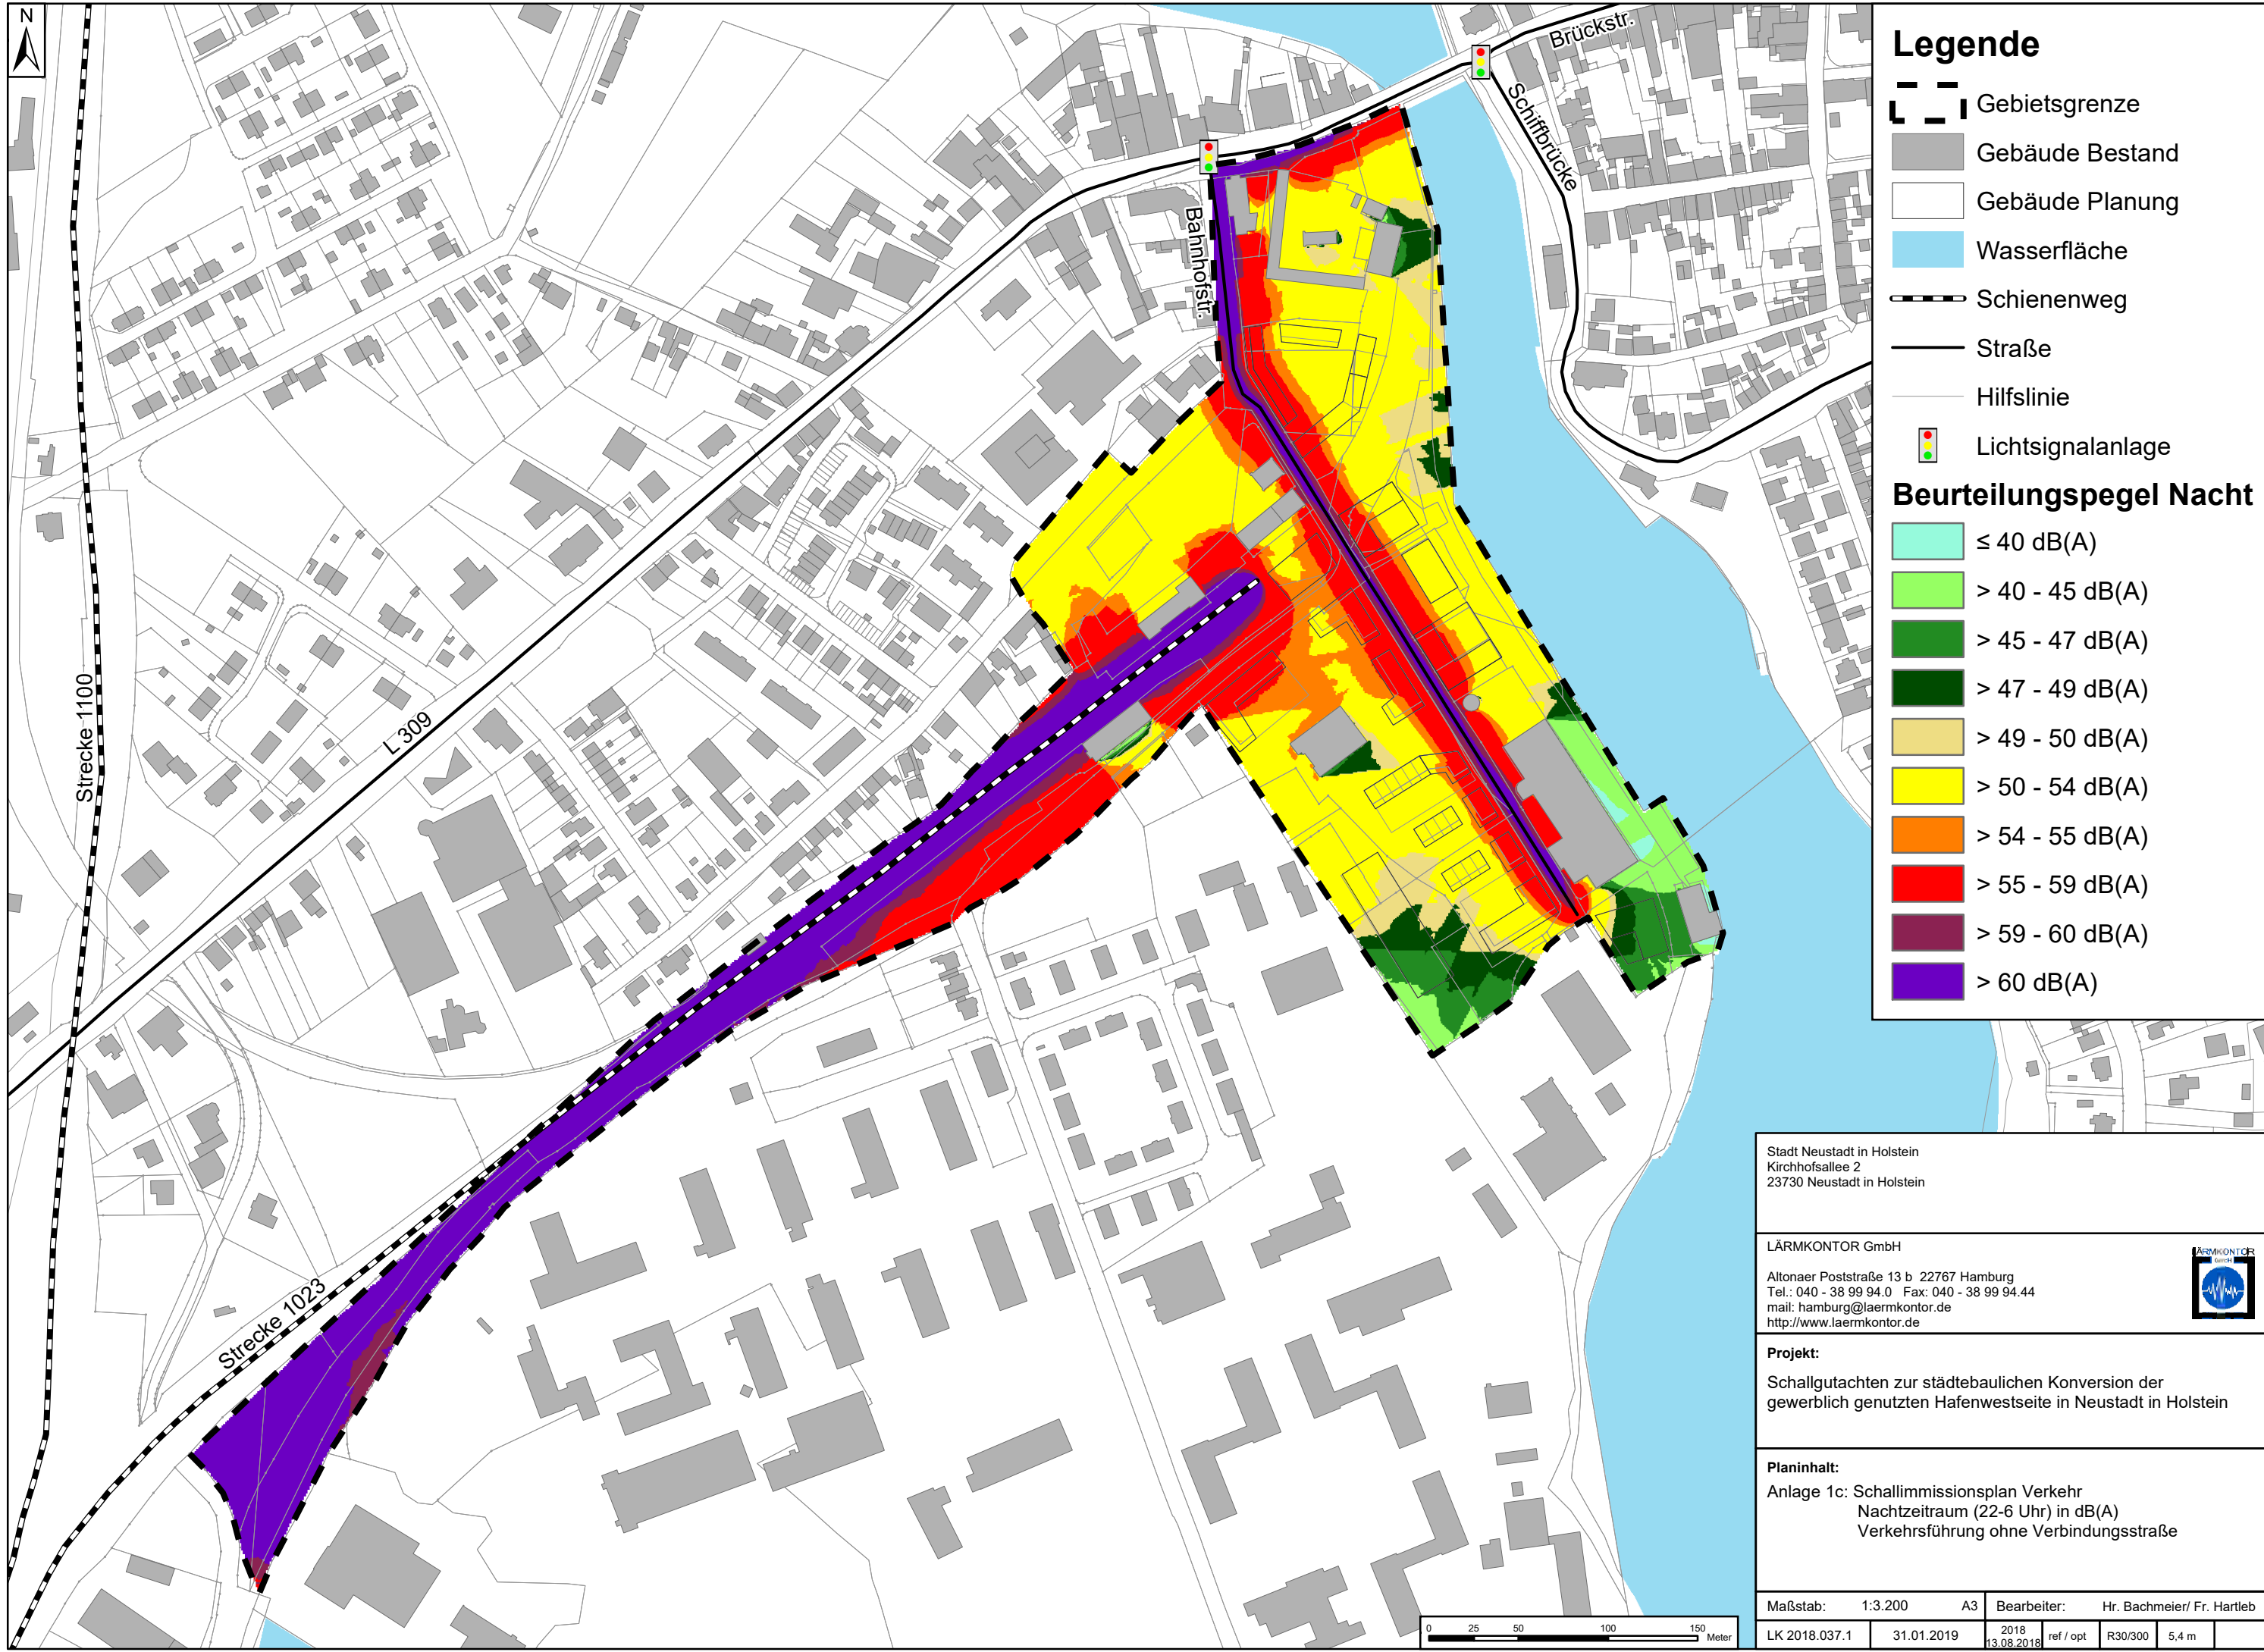 N
Brückstr.
Schiffbrücke
Bahnhofstr.
L 309
Strecke 1100
Strecke 1023
Legende
Gebietsgrenze
Gebäude Bestand
Gebäude Planung
Wasserfläche
Schienenweg
Straße
Hilfslinie
Lichtsignalanlage
Beurteilungspegel Nacht
≤ 40 dB(A)
> 40 - 45 dB(A)
> 45 - 47 dB(A)
> 47 - 49 dB(A)
> 49 - 50 dB(A)
> 50 - 54 dB(A)
> 54 - 55 dB(A)
> 55 - 59 dB(A)
> 59 - 60 dB(A)
> 60 dB(A)
Stadt Neustadt in Holstein
Kirchhofsallee 2
23730 Neustadt in Holstein
LÄRMKONTOR GmbH
Altonaer Poststraße 13 b 22767 Hamburg
Tel.: 040 - 38 99 94.0 Fax: 040 - 38 99 94.44
mail: hamburg@laermkontor.de
http://www.laermkontor.de
LÄRMKONTOR
GmbH
Projekt:
Schallgutachten zur städtebaulichen Konversion der
gewerblich genutzten Hafenwestseite in Neustadt in Holstein
Planinhalt:
Anlage 1c: Schallimmissionsplan Verkehr
Nachtzeitraum (22-6 Uhr) in dB(A)
Verkehrsführung ohne Verbindungsstraße
Maßstab: 1:3.200 A3 Bearbeiter: Hr. Bachmeier/ Fr. Hartleb
LK 2018.037.1 31.01.2019 2018 ref / opt R30/300 5,4 m
13.08.2018
0 25 50 100 150 Meter